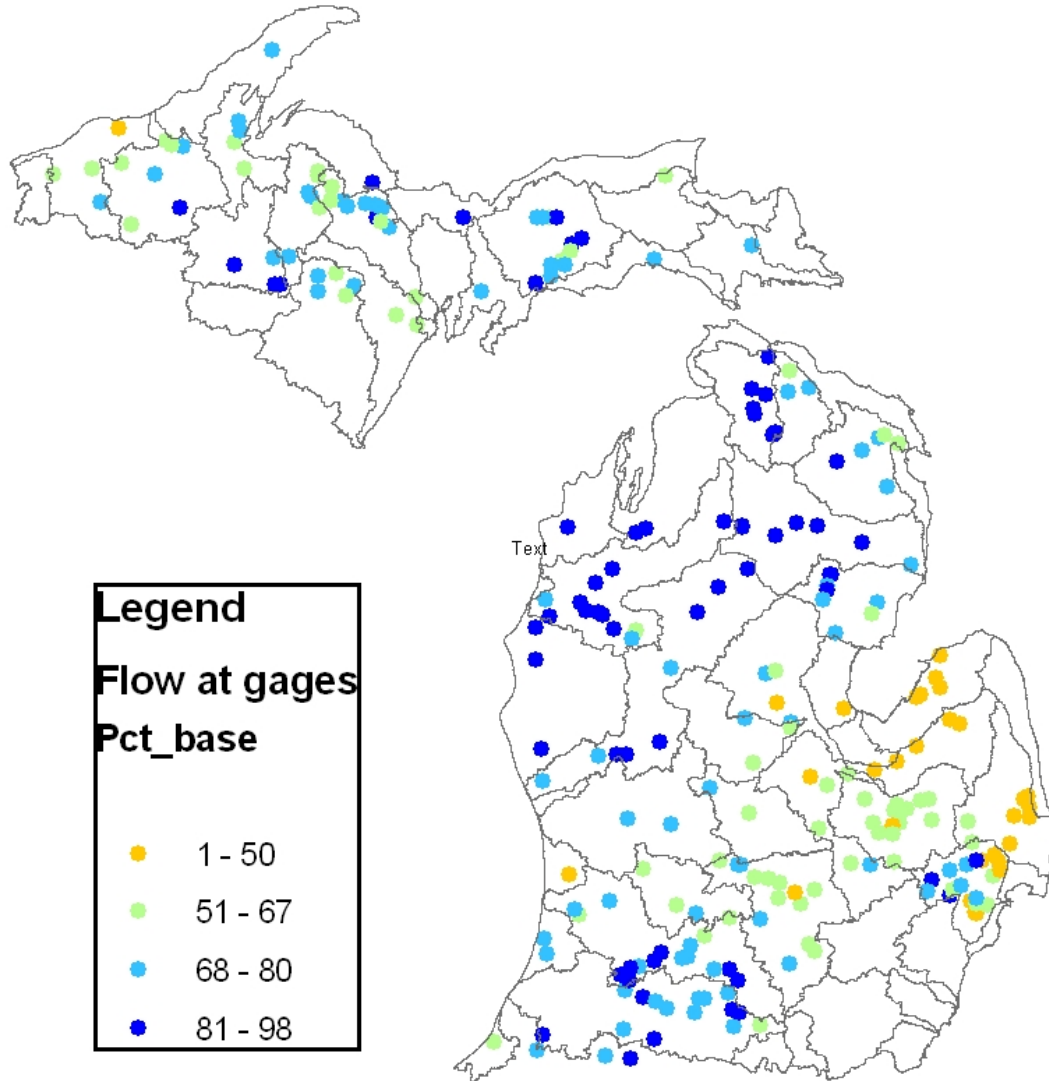 Text
Legend
Flow at gages
Pct_base
1 - 50
51 - 67
68 - 80
81 - 98